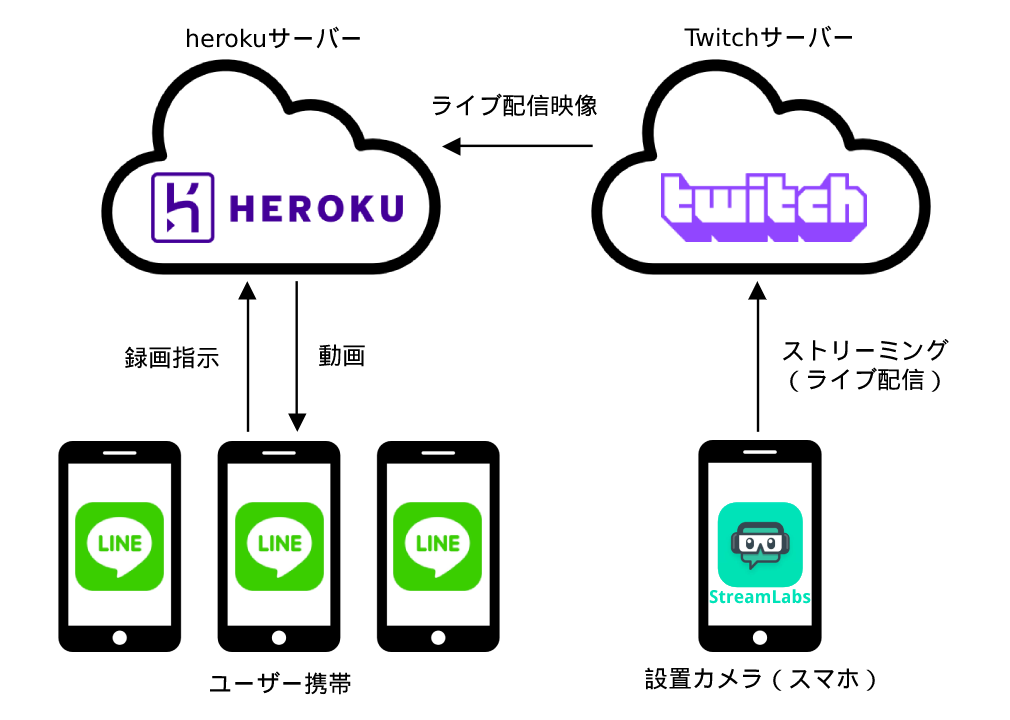 herokuサーバー
Twitchサーバー
ライブ配信映像
HEROKU
twitch
録画指示
動画
ストリーミング
(ライブ配信)
LINE
LINE
LINE
StreamLabs
ユーザー携帯
設置カメラ(スマホ)